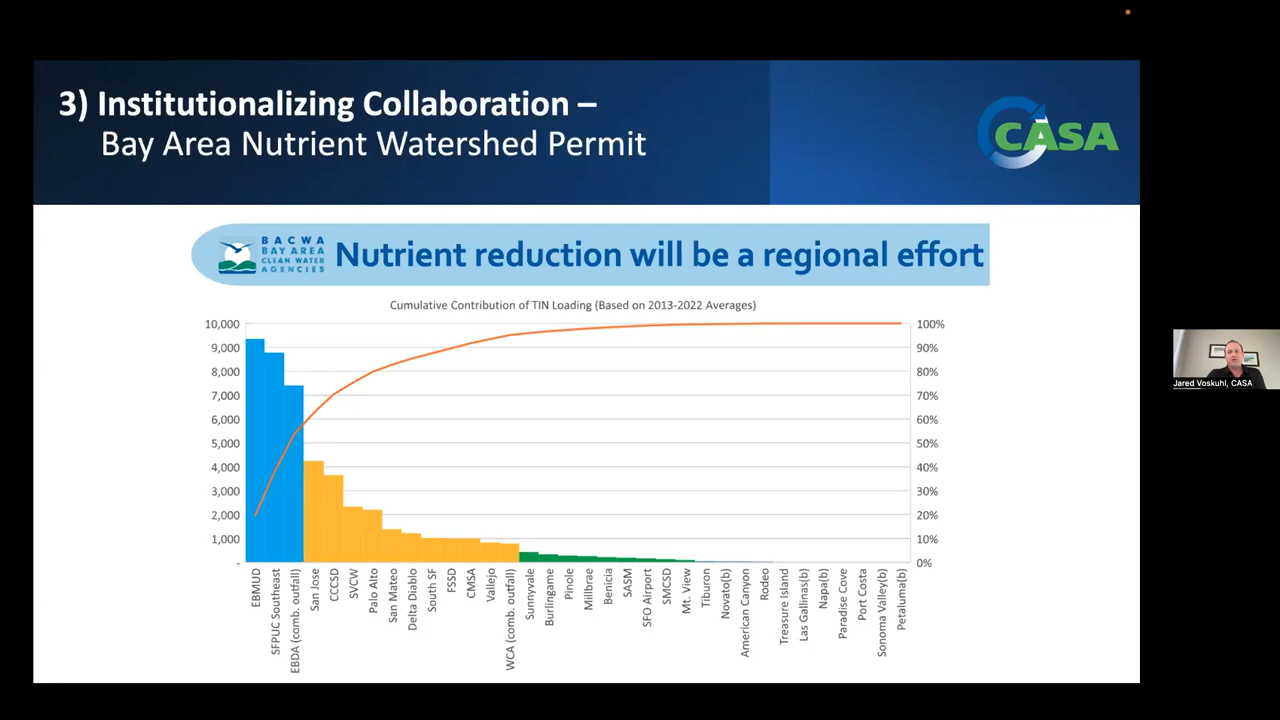 3) Institutionalizing Collaboration –
Bay Area Nutrient Watershed Permit
CASA
BACWA
BAY AREA
CLEAN WATER
AGENCIES
Nutrient reduction will be a regional effort
Cumulative Contribution of TIN Loading (Based on 2013-2022 Averages)
10,000
9,000
8,000
7,000
6,000
5,000
4,000
3,000
2,000
1,000
-
100%
90%
80%
70%
60%
50%
40%
30%
20%
10%
0%
EBMUD
SFPUC Southeast
EBDA (comb. outfall)
San Jose
CCCSD
SVCW
Palo Alto
San Mateo
Delta Diablo
South SF
FSSD
CMSA
Vallejo
WCA (comb. outfall)
Sunnyvale
Burlingame
Pinole
Millbrae
Benicia
SASM
SFO Airport
SMCSD
Mt. View
Tiburon
Novato(b)
American Canyon
Rodeo
Treasure Island
Las Gallinas(b)
Napa(b)
Paradise Cove
Port Costa
Sonoma Valley(b)
Petaluma(b)
Jared Voskuhl, CASA